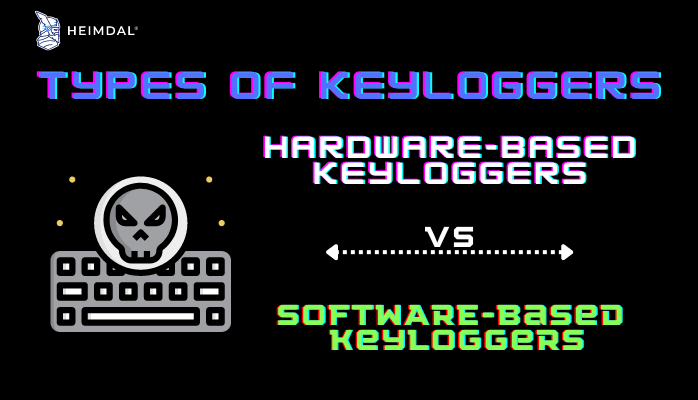 HEIMDAL®
TYPES OF KEYLOGGERS
HARDWARE-BASED
KEYLOGGERS
VS
SOFTWARE-BASED
KEYLOGGERS